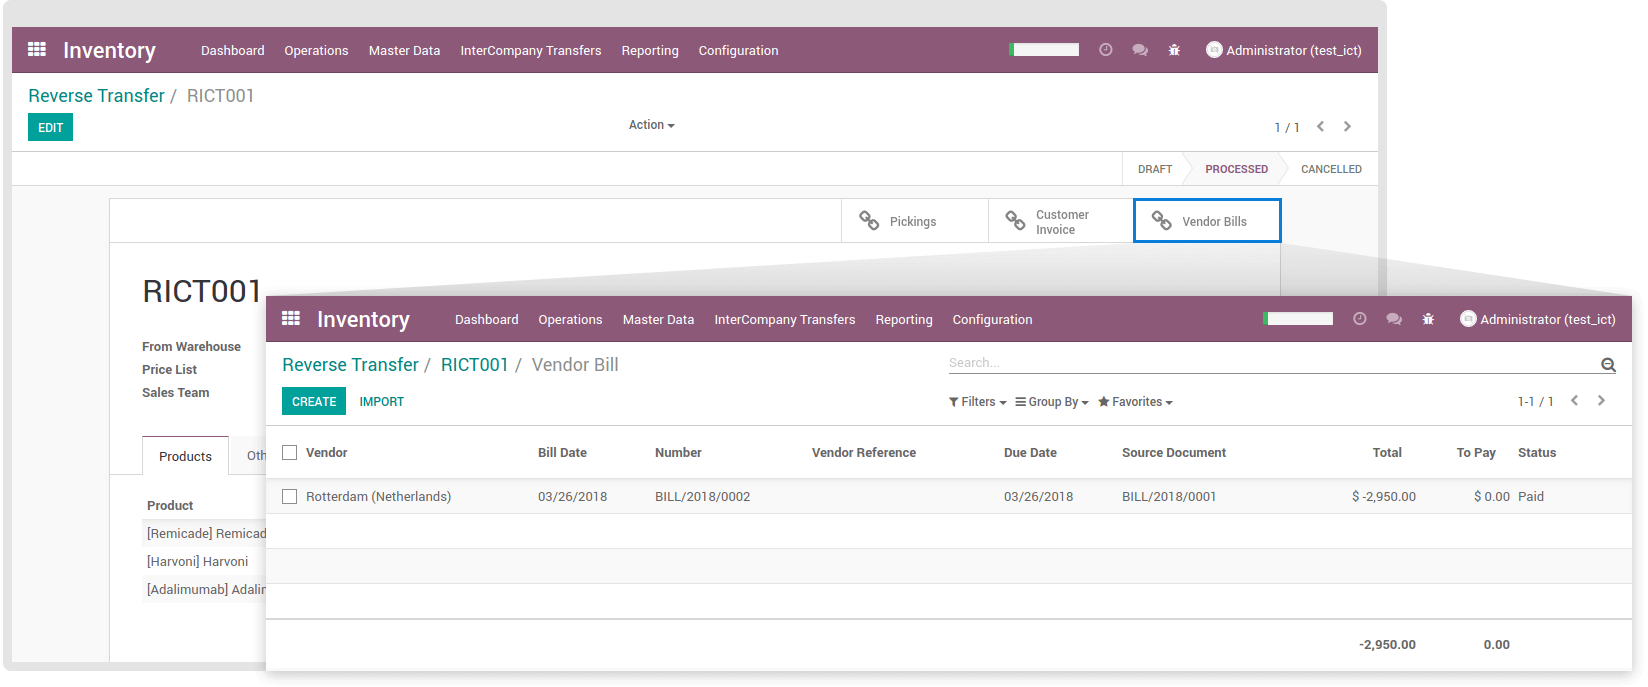 Inventory Dashboard Operations Master Data InterCompany Transfers Reporting Configuration Administrator (test_ict)
Reverse Transfer / RICT001
EDIT Action 1 / 1
DRAFT PROCESSED CANCELLED
Pickings Customer Invoice Vendor Bills
RICT001
From Warehouse
Price List
Sales Team
Products Oth
Product
[Remicade] Remicad
[Harvoni] Harvoni
[Adalimumab] Adalin
Inventory Dashboard Operations Master Data InterCompany Transfers Reporting Configuration Administrator (test_ict)
Reverse Transfer / RICT001 / Vendor Bill Search...
CREATE IMPORT Filters Group By Favorites 1-1 / 1
Vendor Bill Date Number Vendor Reference Due Date Source Document Total To Pay Status
Rotterdam (Netherlands) 03/26/2018 BILL/2018/0002 03/26/2018 BILL/2018/0001 $ -2,950.00 $ 0.00 Paid
-2,950.00 0.00